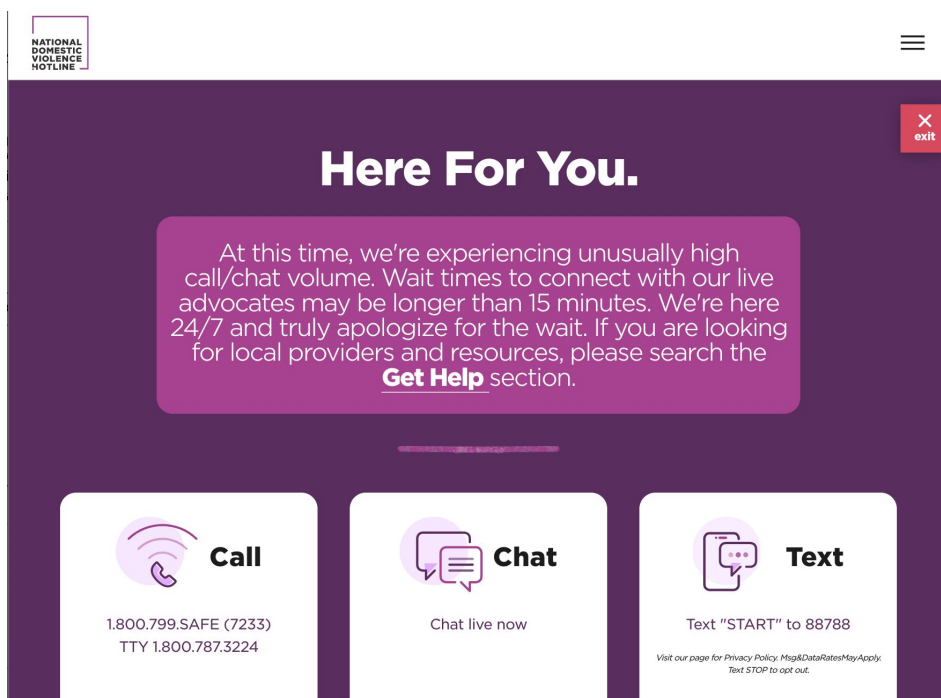 NATIONAL
DOMESTIC
VIOLENCE
HOTLINE
exit
Here For You.
At this time, we're experiencing unusually high
call/chat volume. Wait times to connect with our live
advocates may be longer than 15 minutes. We're here
24/7 and truly apologize for the wait. If you are looking
for local providers and resources, please search the
Get Help section.
Call
1.800.799.SAFE (7233)
TTY 1.800.787.3224
Chat
Chat live now
Text
Text "START" to 88788
Visit our page for Privacy Policy. Msg&DataRatesMayApply.
Text STOP to opt out.